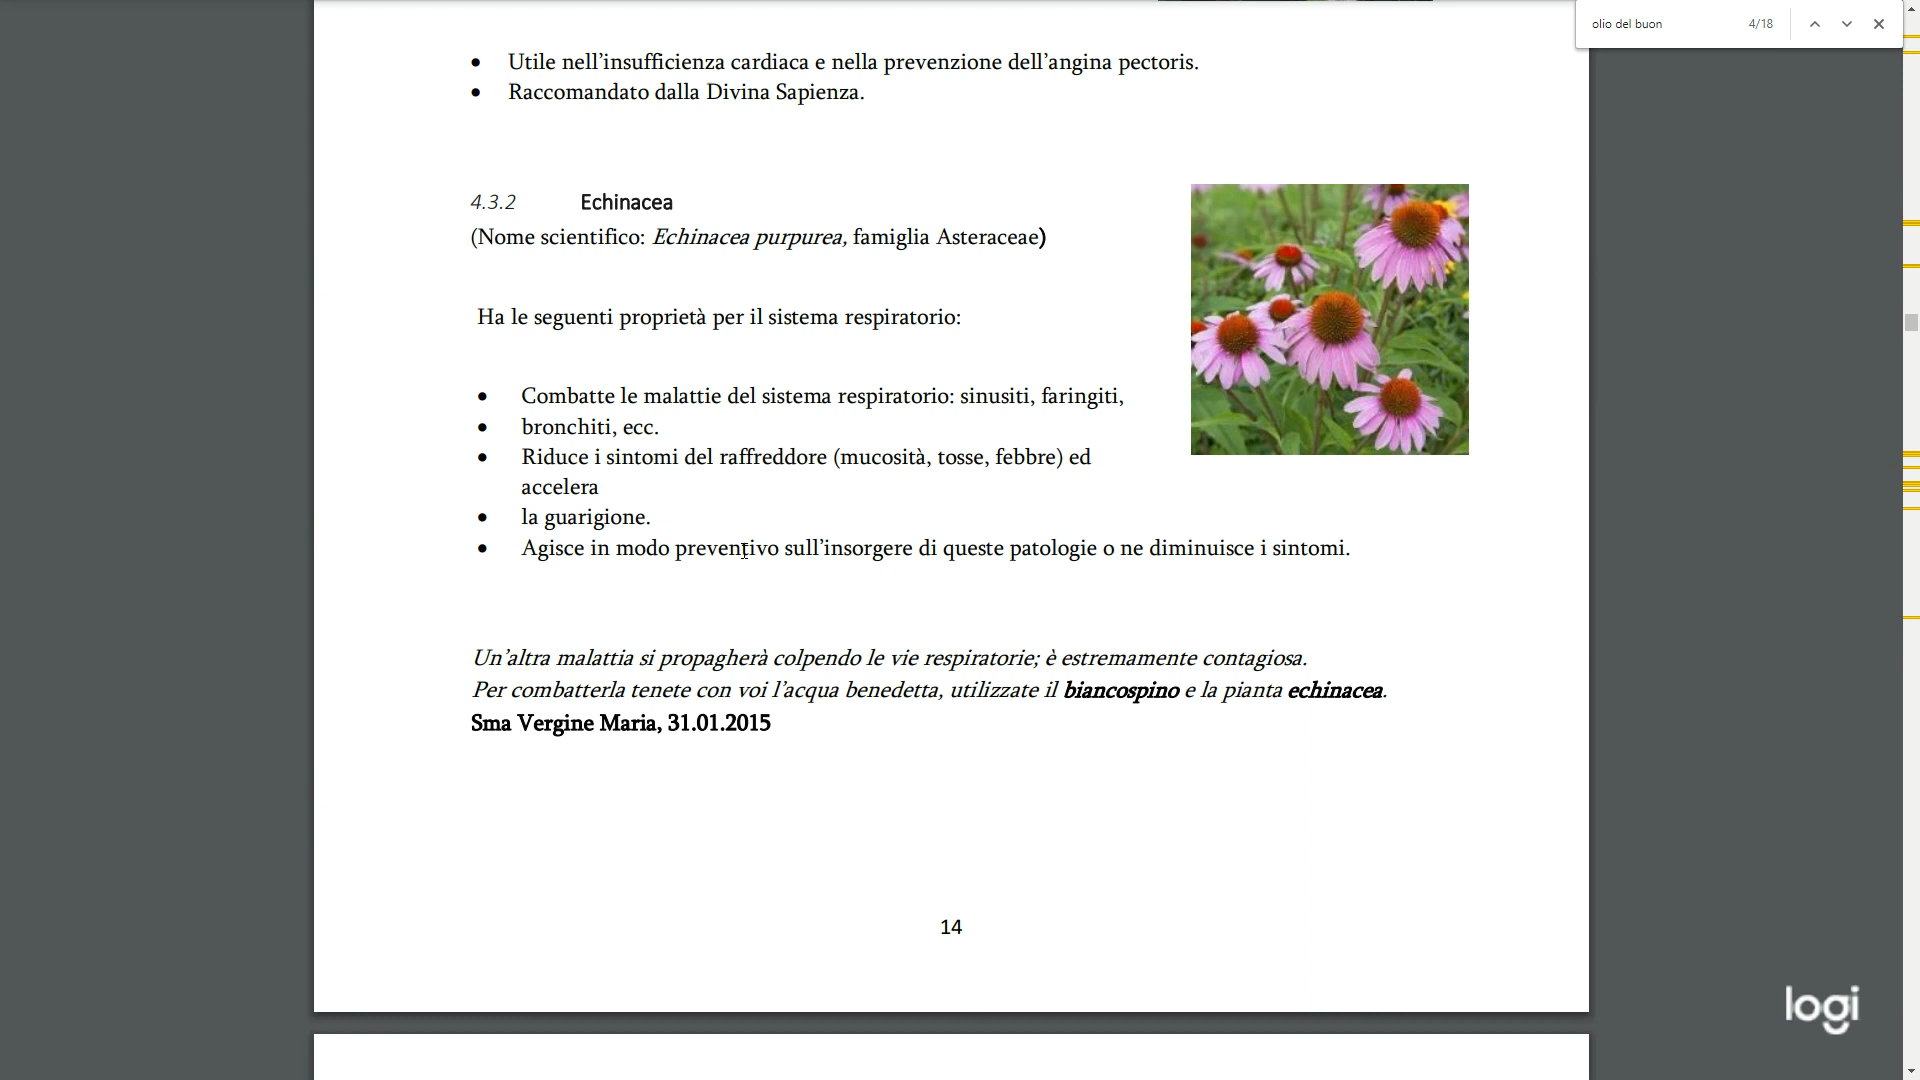 olio del buon 4/18
• Utile nell’insufficienza cardiaca e nella prevenzione dell’angina pectoris.
• Raccomandato dalla Divina Sapienza.
4.3.2 Echinacea
(Nome scientifico: Echinacea purpurea, famiglia Asteraceae)
Ha le seguenti proprietà per il sistema respiratorio:
• Combatte le malattie del sistema respiratorio: sinusiti, faringiti,
• bronchiti, ecc.
• Riduce i sintomi del raffreddore (mucosità, tosse, febbre) ed
accelera
• la guarigione.
• Agisce in modo preventivo sull’insorgere di queste patologie o ne diminuisce i sintomi.
Un’altra malattia si propagherà colpendo le vie respiratorie; è estremamente contagiosa.
Per combatterla tenete con voi l’acqua benedetta, utilizzate il biancospino e la pianta echinacea.
Sma Vergine Maria, 31.01.2015
14
logi